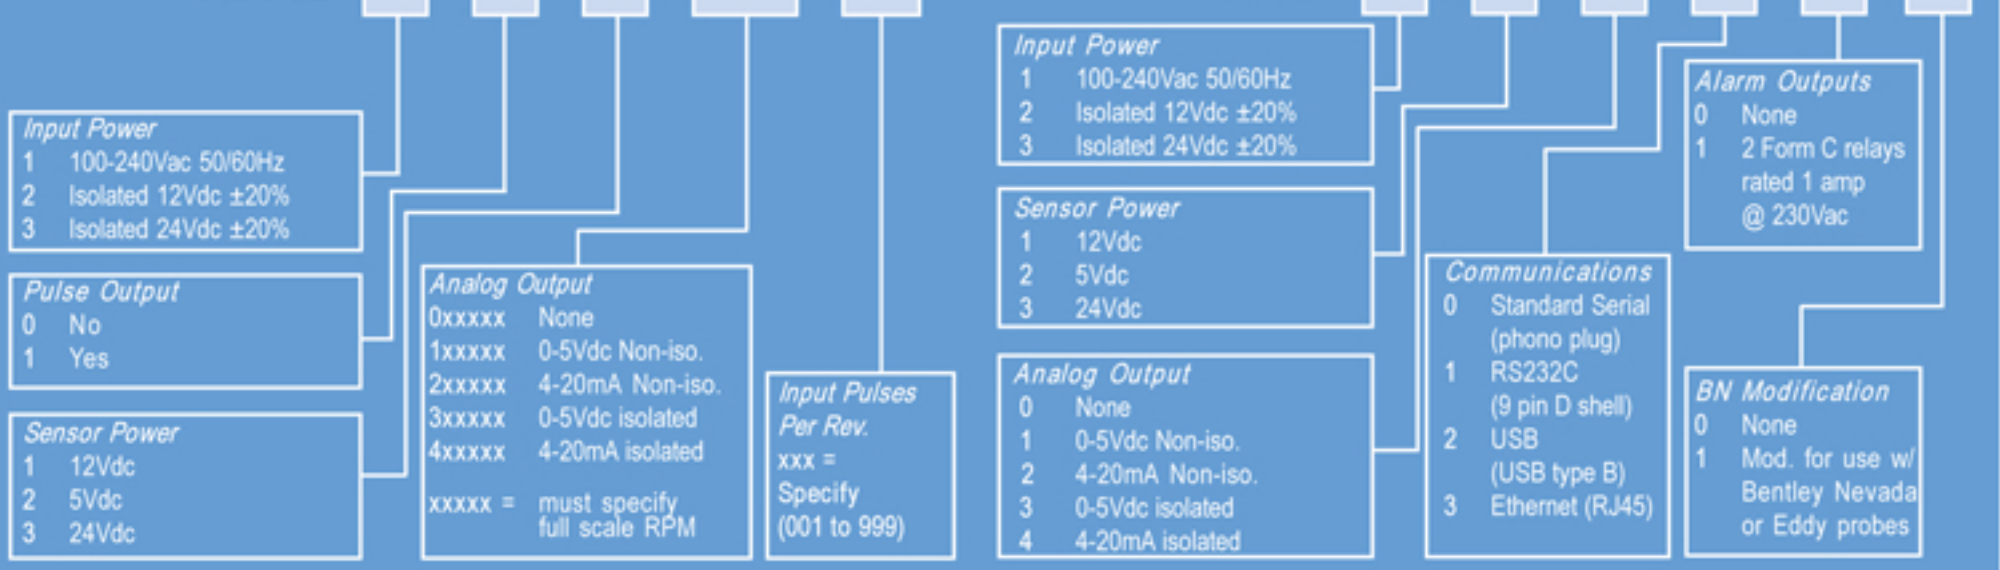 Input Power
1 100-240Vac 50/60Hz
2 Isolated 12Vdc ±20%
3 Isolated 24Vdc ±20%
Pulse Output
0 No
1 Yes
Sensor Power
1 12Vdc
2 5Vdc
3 24Vdc
Analog Output
0xxxxx None
1xxxxx 0-5Vdc Non-iso.
2xxxxx 4-20mA Non-iso.
3xxxxx 0-5Vdc isolated
4xxxxx 4-20mA isolated
xxxxx = must specify
full scale RPM
Input Pulses
Per Rev.
xxx =
Specify
(001 to 999)
Input Power
1 100-240Vac 50/60Hz
2 Isolated 12Vdc ±20%
3 Isolated 24Vdc ±20%
Sensor Power
1 12Vdc
2 5Vdc
3 24Vdc
Analog Output
0 None
1 0-5Vdc Non-iso.
2 4-20mA Non-iso.
3 0-5Vdc isolated
4 4-20mA isolated
Communications
0 Standard Serial
(phono plug)
1 RS232C
(9 pin D shell)
2 USB
(USB type B)
3 Ethernet (RJ45)
Alarm Outputs
0 None
1 2 Form C relays
rated 1 amp
@ 230Vac
BN Modification
0 None
1 Mod. for use w/
Bentley Nevada
or Eddy probes